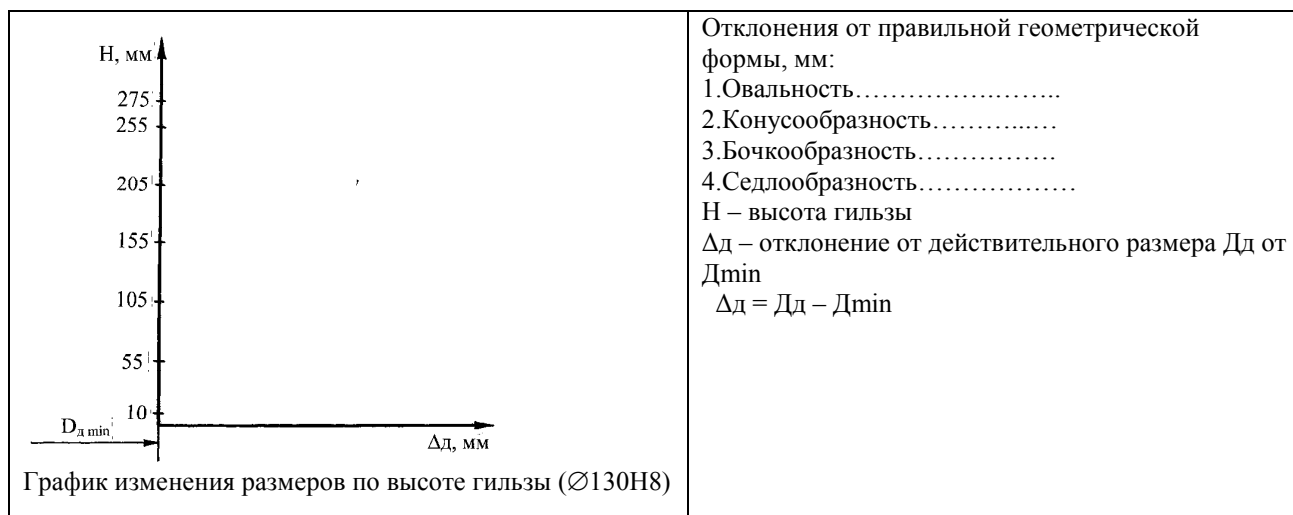 H, мм
275
255
205
155
105
55
10
Dд min
Δд, мм
График изменения размеров по высоте гильзы (∅130H8)
Отклонения от правильной геометрической
формы, мм:
1.Овальность…………….……..
2.Конусообразность………...…
3.Бочкообразность…………….
4.Седлообразность………………
H – высота гильзы
Δд – отклонение от действительного размера Дд от
Дmin
Δд = Дд – Дmin